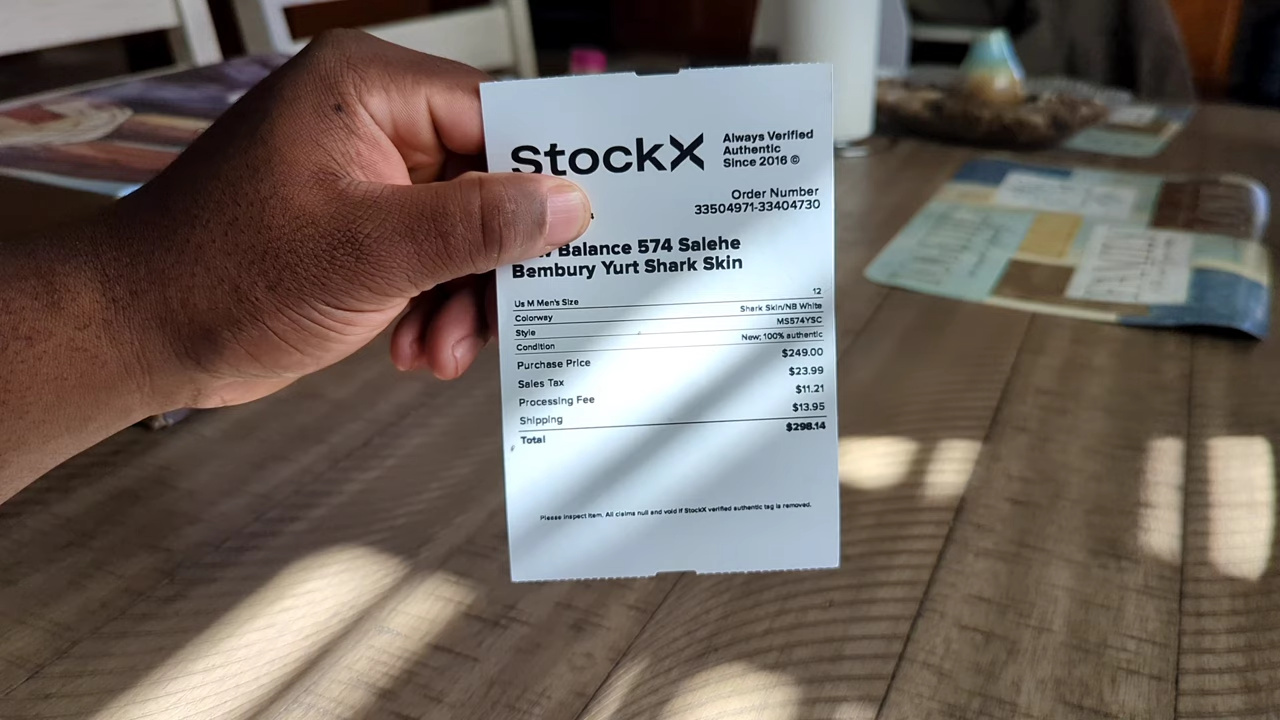 StockX
Always Verified
Authentic
Since 2016 ©
Order Number
33504971-33404730
Balance 574 Salehe
Bembury Yurt Shark Skin
Us M Men's Size 12
Colorway Shark Skin/NB White
Style MS574YSC
Condition New; 100% authentic
Purchase Price $249.00
Sales Tax $23.99
Processing Fee $11.21
Shipping $13.95
Total $298.14
Please inspect item. All claims null and void if StockX verified authentic tag is removed.